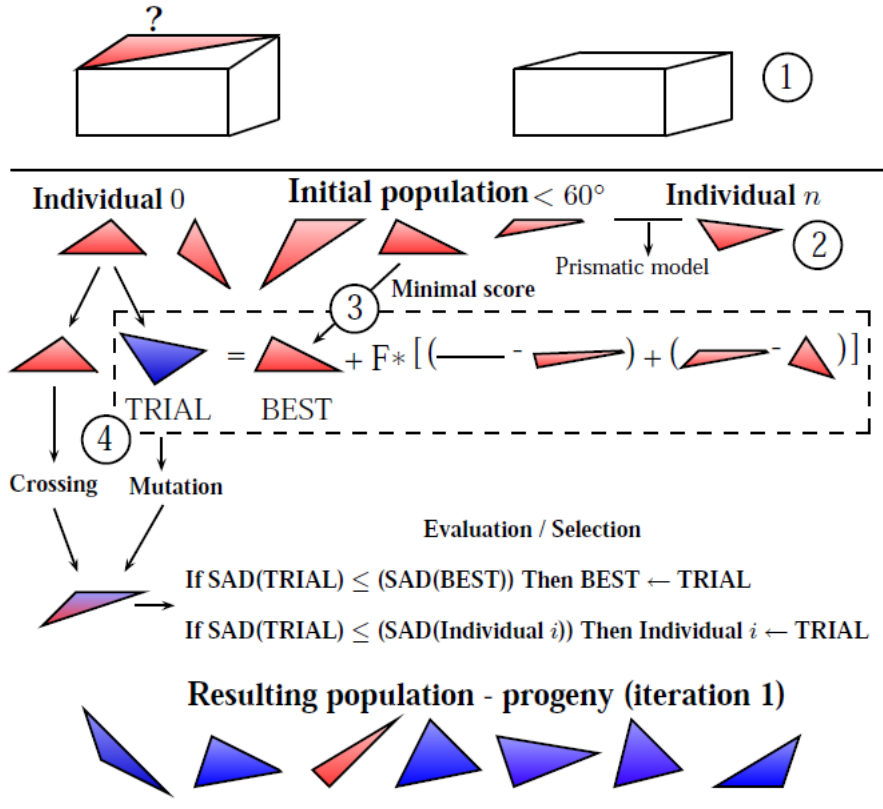 ?
1
Individual 0 Initial population < 60° Individual n
2
Prismatic model
3 Minimal score
= + F* [ ( - ) + ( - ) ]
TRIAL BEST
4
Crossing Mutation
Evaluation / Selection
If SAD(TRIAL) ≤ (SAD(BEST)) Then BEST ← TRIAL
If SAD(TRIAL) ≤ (SAD(Individual i)) Then Individual i ← TRIAL
Resulting population - progeny (iteration 1)